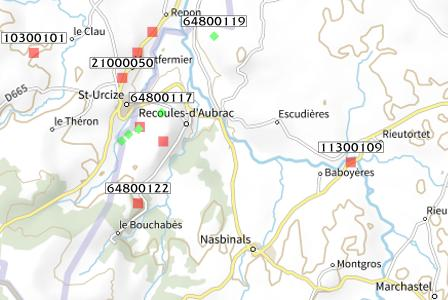 Repon
64800119
10300101
le Clau
21000050
tfermier
D665
St-Urcize
64800117
Recoules-d'Aubrac
Escudières
le Théron
Rieutortet
11300109
Baboyères
64800122
le Bouchabès
Rieu
Nasbinals
Montgros
Marchastel